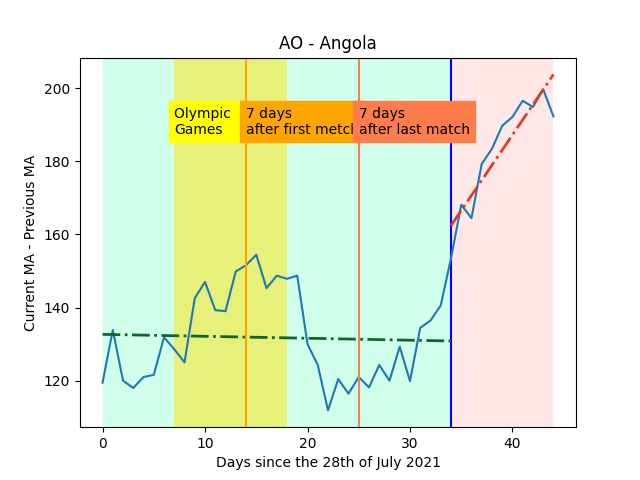 AO - Angola
Current MA - Previous MA
200
180
160
140
120
Olympic
Games
7 days
after first metcl
7 days
after last match
0
10
20
30
40
Days since the 28th of July 2021